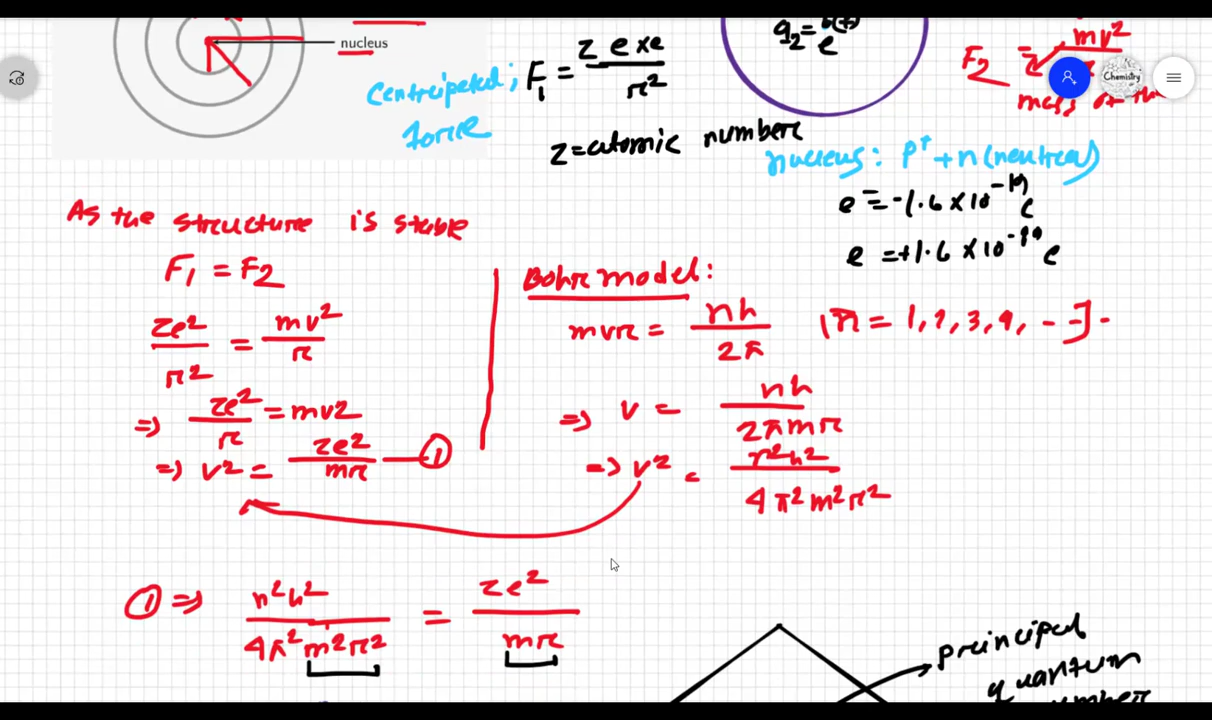 nucleus
Centripetal; force
F₁ = z e×e / r²
z = atomic numbers
q₂ =
e
F₂ = mv²
mass of th
Chemistry
nucleus: P⁺ + n (neutral)
e⁻ = -1.6 × 10⁻¹⁹ C
e = +1.6 × 10⁻¹⁹ C
As the structure is stable
F₁ = F₂
ze² / r² = mv² / r
=> ze² / r = mv2
=> v² = ze² / mr — ①
Bohr model:
mvr = nh / 2π [n = 1, 2, 3, 4, - - ] -
=> v = nh / 2πmr
=> v² = n²h² / 4π²m²r²
① => n²h² / 4π²m²r² = ze² / mr
principal
quantum
number